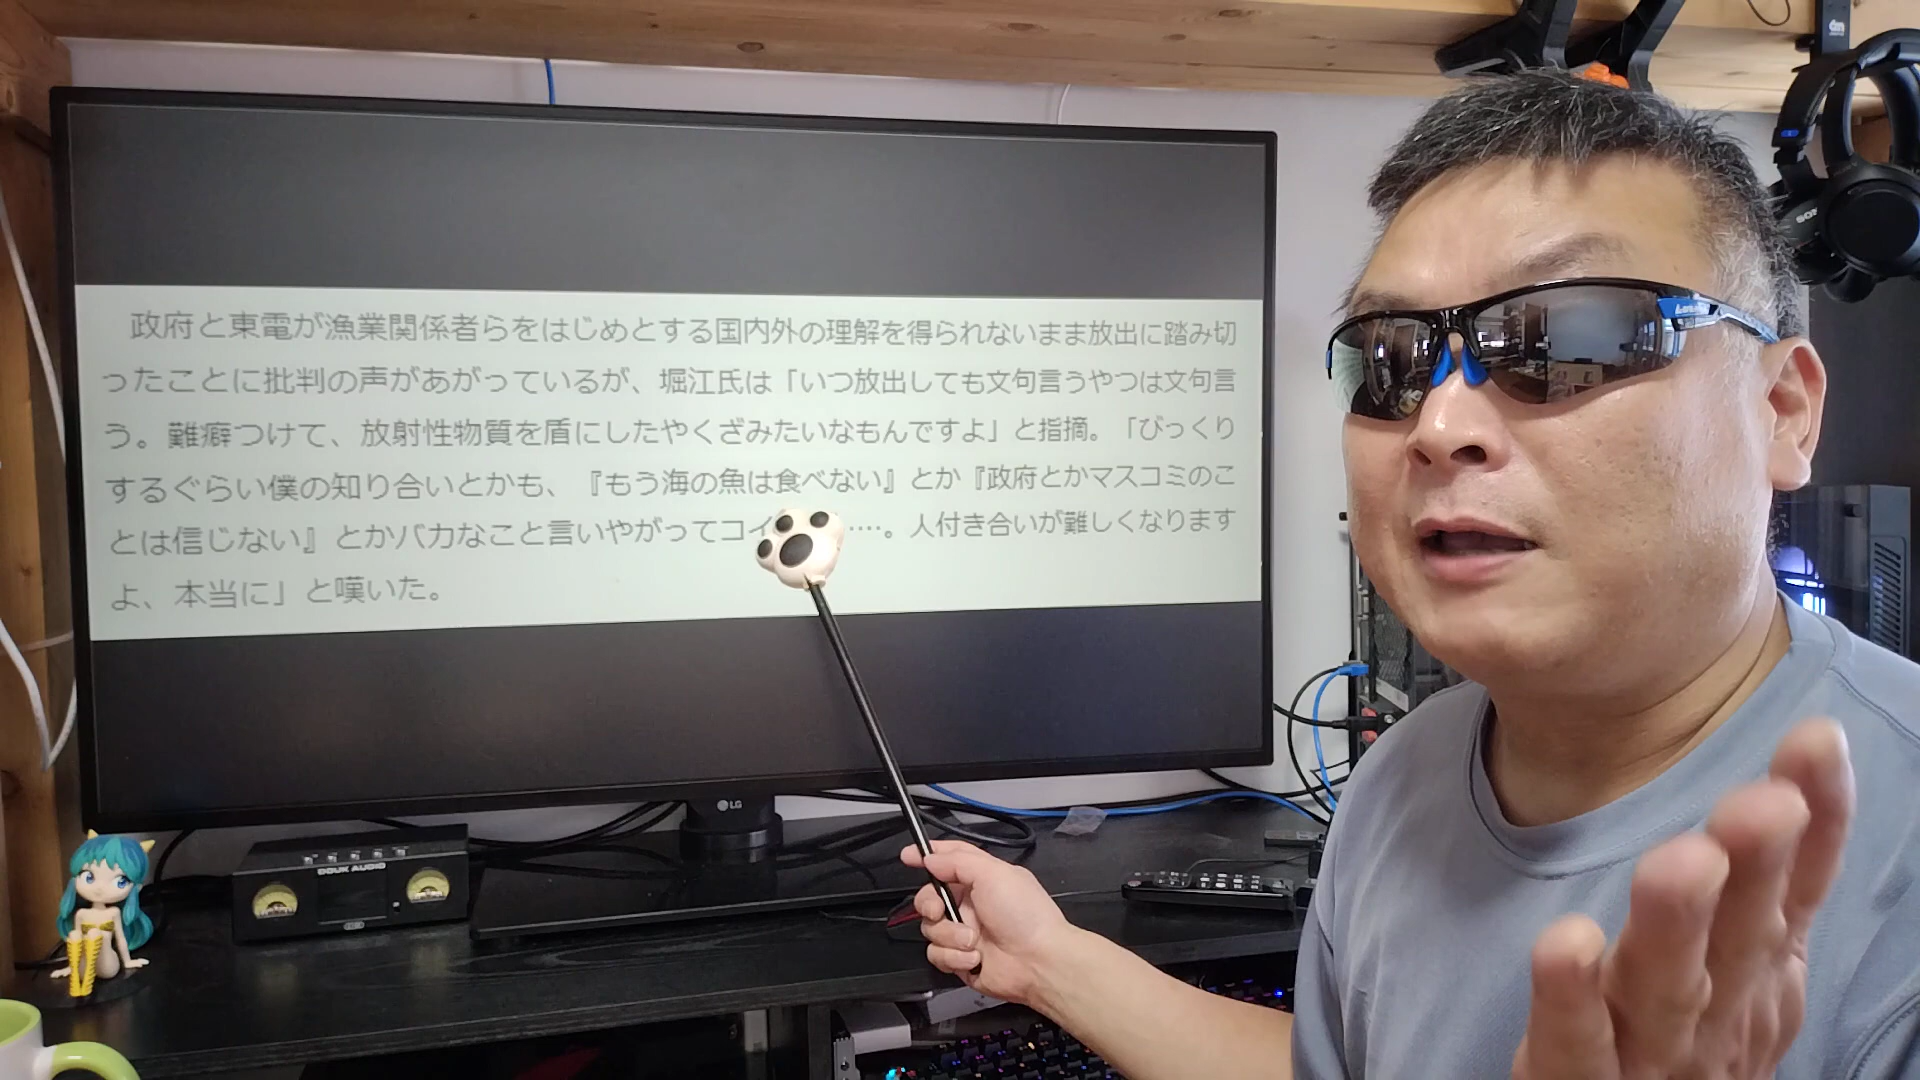 政府と東電が漁業関係者らをはじめとする国内外の理解を得られないまま放出に踏み切
ったことに批判の声があがっているが、堀江氏は「いつ放出しても文句言うやつは文句言
う。難癖つけて、放射性物質を盾にしたやくざみたいなもんですよ」と指摘。「びっくり
するぐらい僕の知り合いとかも、『もう海の魚は食べない』とか『政府とかマスコミのこ
とは信じない』とかバカなこと言いやがってコイ……。人付き合いが難しくなります
よ、本当に」と嘆いた。
LG
DOUK AUDIO
SONY